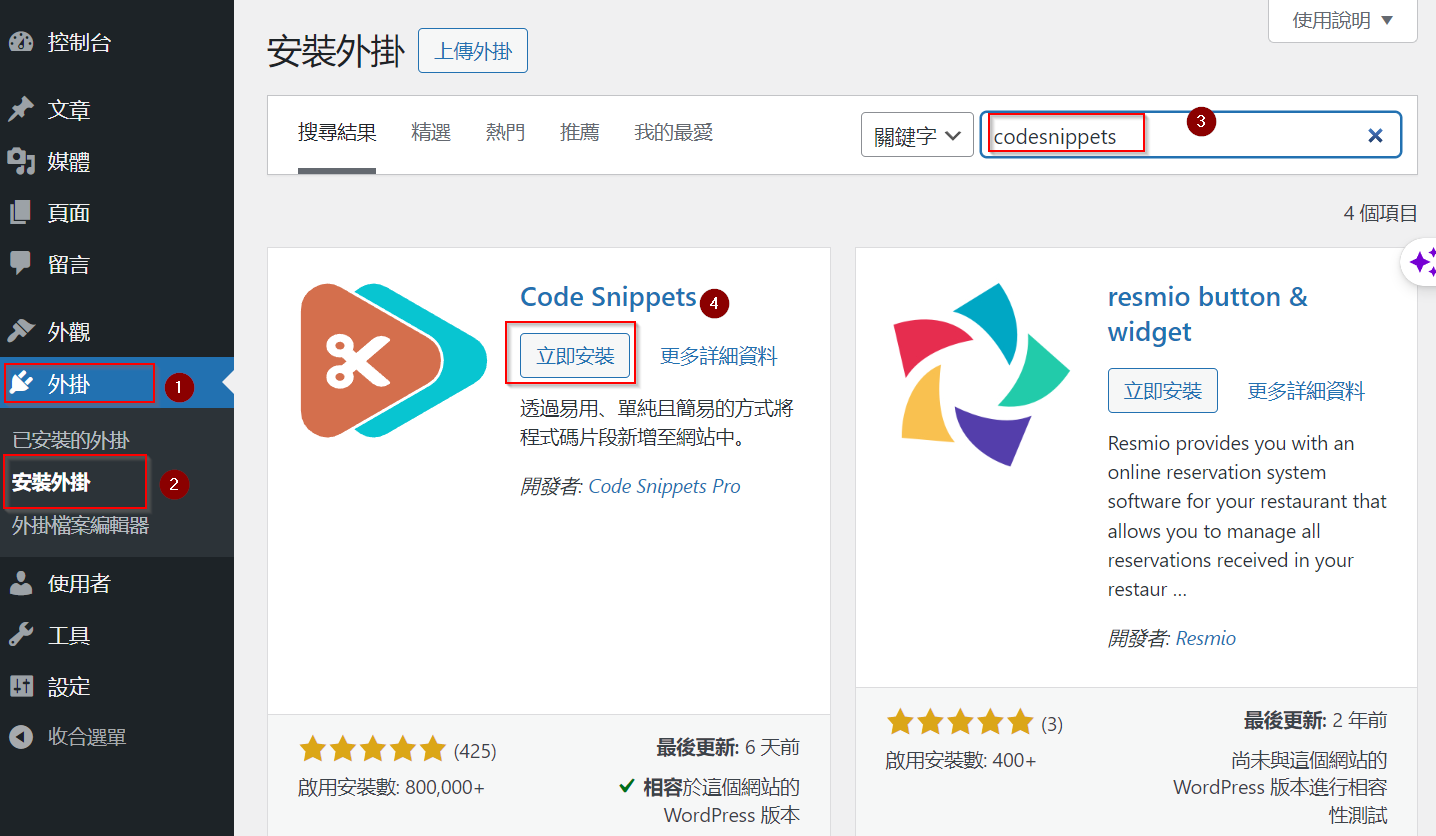 控制台
文章
媒體
頁面
留言
外觀
外掛
1
已安裝的外掛
安裝外掛
2
外掛檔案編輯器
使用者
工具
設定
收合選單
使用說明 ▼
安裝外掛
上傳外掛
搜尋結果 精選 熱門 推薦 我的最愛
關鍵字
codesnippets
3
4 個項目
Code Snippets
4
立即安裝 更多詳細資料
透過易用、單純且簡易的方式將
程式碼片段新增至網站中。
開發者: Code Snippets Pro
(425)
啟用安裝數: 800,000+
最後更新: 6 天前
相容於這個網站的
WordPress 版本
resmio button &
widget
立即安裝 更多詳細資料
Resmio provides you with an
online reservation system
software for your restaurant that
allows you to manage all
reservations received in your
restaur ...
開發者: Resmio
(3)
啟用安裝數: 400+
最後更新: 2 年前
尚未與這個網站的
WordPress 版本進行相容
性測試